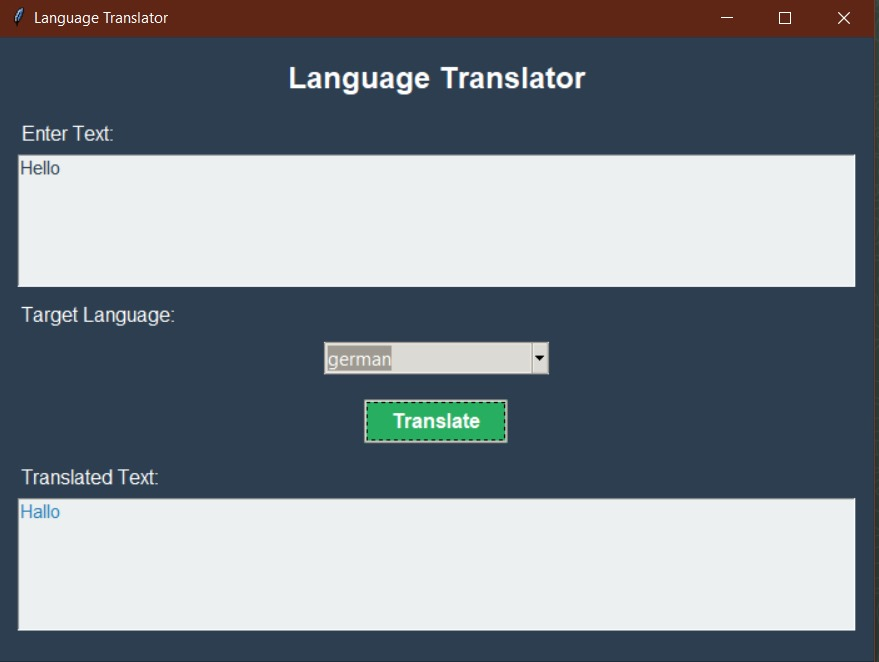 Language Translator
Language Translator
Enter Text:
Hello
Target Language:
german
Translate
Translated Text:
Hallo